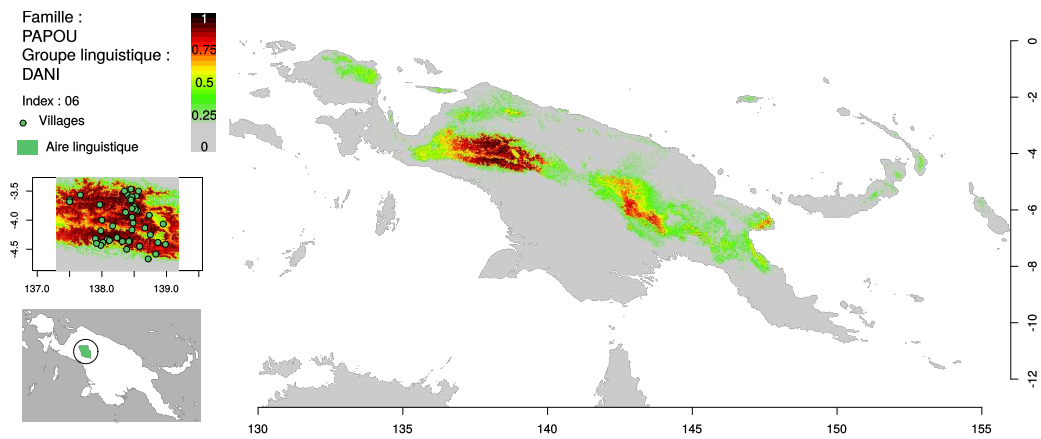 Famille :
PAPOU
Groupe linguistique :
DANI
Index : 06
Villages
Aire linguistique
1
0.75
0.5
0.25
0
-3.5
-4.0
-4.5
137.0 138.0 139.0
0
-2
-4
-6
-8
-10
-12
130 135 140 145 150 155